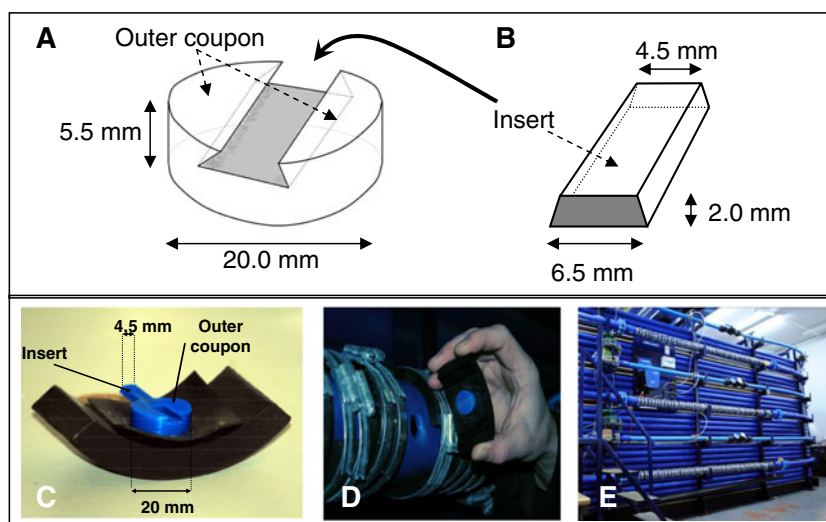 A
Outer coupon
5.5 mm
20.0 mm
B
4.5 mm
Insert
2.0 mm
6.5 mm
4.5 mm
Outer
coupon
Insert
C
20 mm
D
E